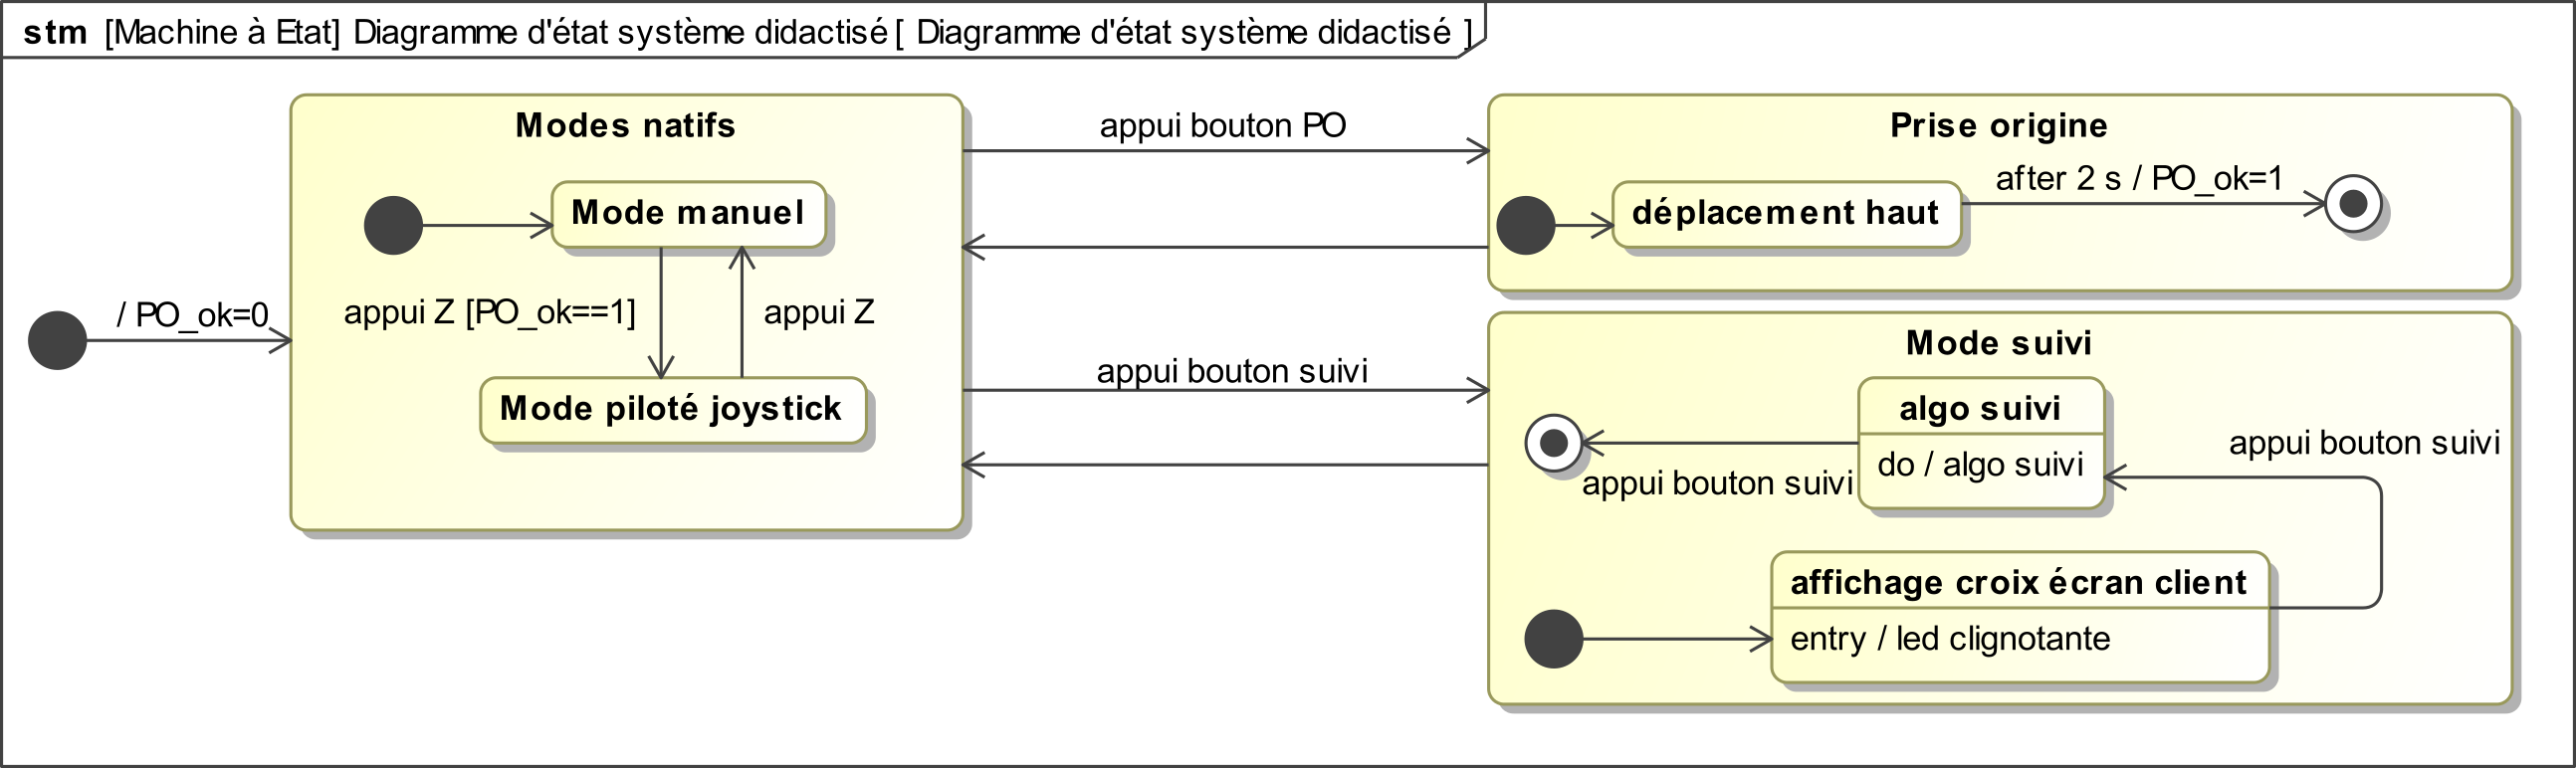 stm [Machine à Etat] Diagramme d'état système didactisé [ Diagramme d'état système didactisé ]
Modes natifs
Mode manuel
/ PO_ok=0
appui Z [PO_ok==1]
appui Z
Mode piloté joystick
appui bouton PO
appui bouton suivi
Prise origine
déplacement haut
after 2 s / PO_ok=1
Mode suivi
algo suivi
do / algo suivi
appui bouton suivi
appui bouton suivi
affichage croix écran client
entry / led clignotante